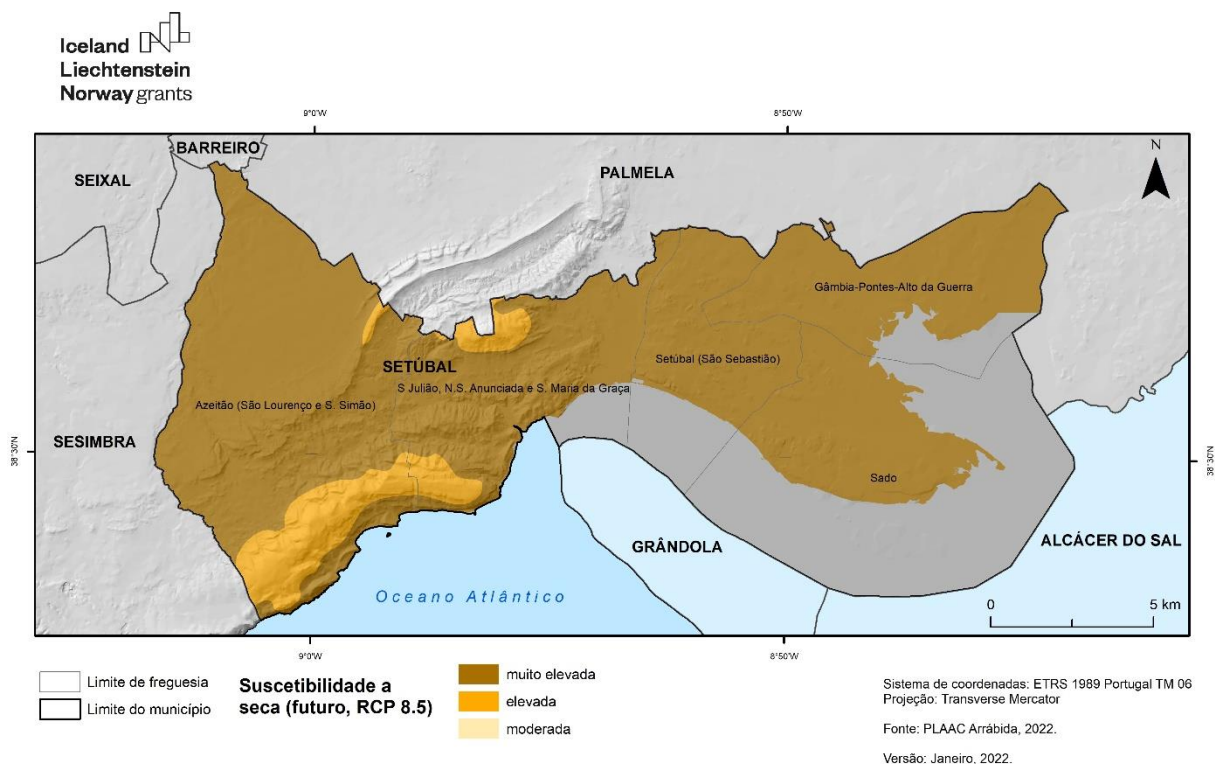 Iceland
Liechtenstein
Norway grants
9°0'W
8°50'W
BARREIRO
SEIXAL
PALMELA
N
Gâmbia-Pontes-Alto da Guerra
SETÚBAL
Setúbal (São Sebastião)
S Julião, N.S. Anunciada e S. Maria da Graça
Azeitão (São Lourenço e S. Simão)
SESIMBRA
38°30'N
38°30'N
Sado
GRÂNDOLA
ALCÁCER DO SAL
Oceano Atlântico
0
5 km
9°0'W
8°50'W
Limite de freguesia
Limite do município
Suscetibilidade a
seca (futuro, RCP 8.5)
muito elevada
elevada
moderada
Sistema de coordenadas: ETRS 1989 Portugal TM 06
Projeção: Transverse Mercator
Fonte: PLAAC Arrábida, 2022.
Versão: Janeiro, 2022.